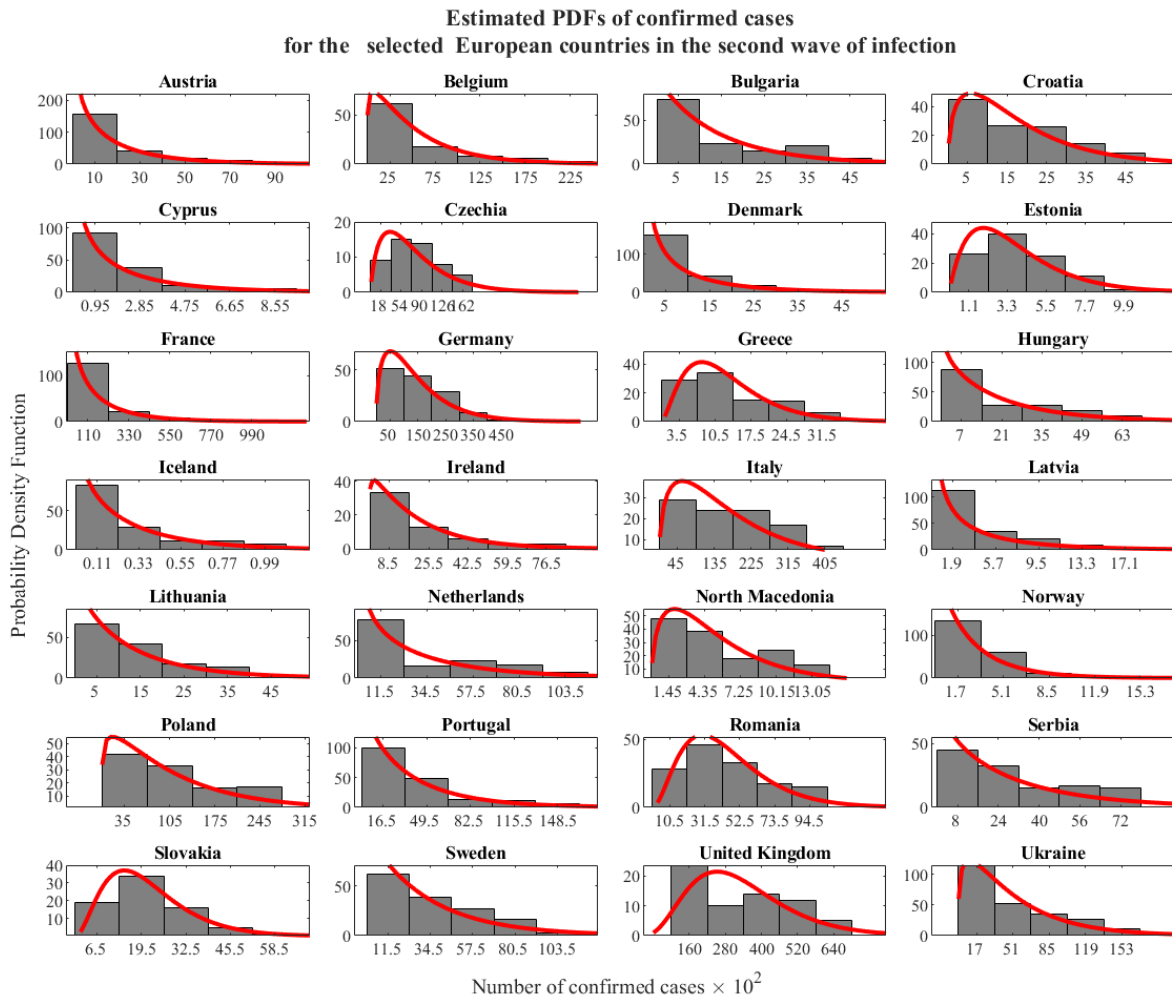 Estimated PDFs of confirmed cases
for the selected European countries in the second wave of infection
Probability Density Function
Austria
200
100
0
10 30 50 70 90
Belgium
50
0
25 75 125 175 225
Bulgaria
50
0
5 15 25 35 45
Croatia
40
20
0
5 15 25 35 45
Cyprus
100
50
0
0.95 2.85 4.75 6.65 8.55
Czechia
20
10
0
18 54 90 126 162
Denmark
100
0
5 15 25 35 45
Estonia
40
20
0
1.1 3.3 5.5 7.7 9.9
France
100
0
110 330 550 770 990
Germany
50
0
50 150 250 350 450
Greece
40
20
0
3.5 10.5 17.5 24.5 31.5
Hungary
100
50
0
7 21 35 49 63
Iceland
50
0
0.11 0.33 0.55 0.77 0.99
Ireland
40
20
0
8.5 25.5 42.5 59.5 76.5
Italy
30
20
10
45 135 225 315 405
Latvia
100
50
0
1.9 5.7 9.5 13.3 17.1
Lithuania
50
0
5 15 25 35 45
Netherlands
50
0
11.5 34.5 57.5 80.5 103.5
North Macedonia
50
40
30
20
10
1.45 4.35 7.25 10.15 13.05
Norway
100
0
1.7 5.1 8.5 11.9 15.3
Poland
50
40
30
20
10
35 105 175 245 315
Portugal
100
50
0
16.5 49.5 82.5 115.5 148.5
Romania
50
0
10.5 31.5 52.5 73.5 94.5
Serbia
50
0
8 24 40 56 72
Slovakia
40
30
20
10
6.5 19.5 32.5 45.5 58.5
Sweden
50
0
11.5 34.5 57.5 80.5 103.5
United Kingdom
20
10
0
160 280 400 520 640
Ukraine
100
50
0
17 51 85 119 153
Number of confirmed cases × 10²